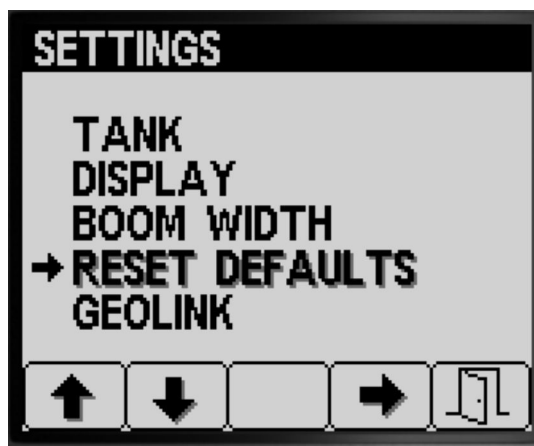 SETTINGS
TANK
DISPLAY
BOOM WIDTH
RESET DEFAULTS
GEOLINK